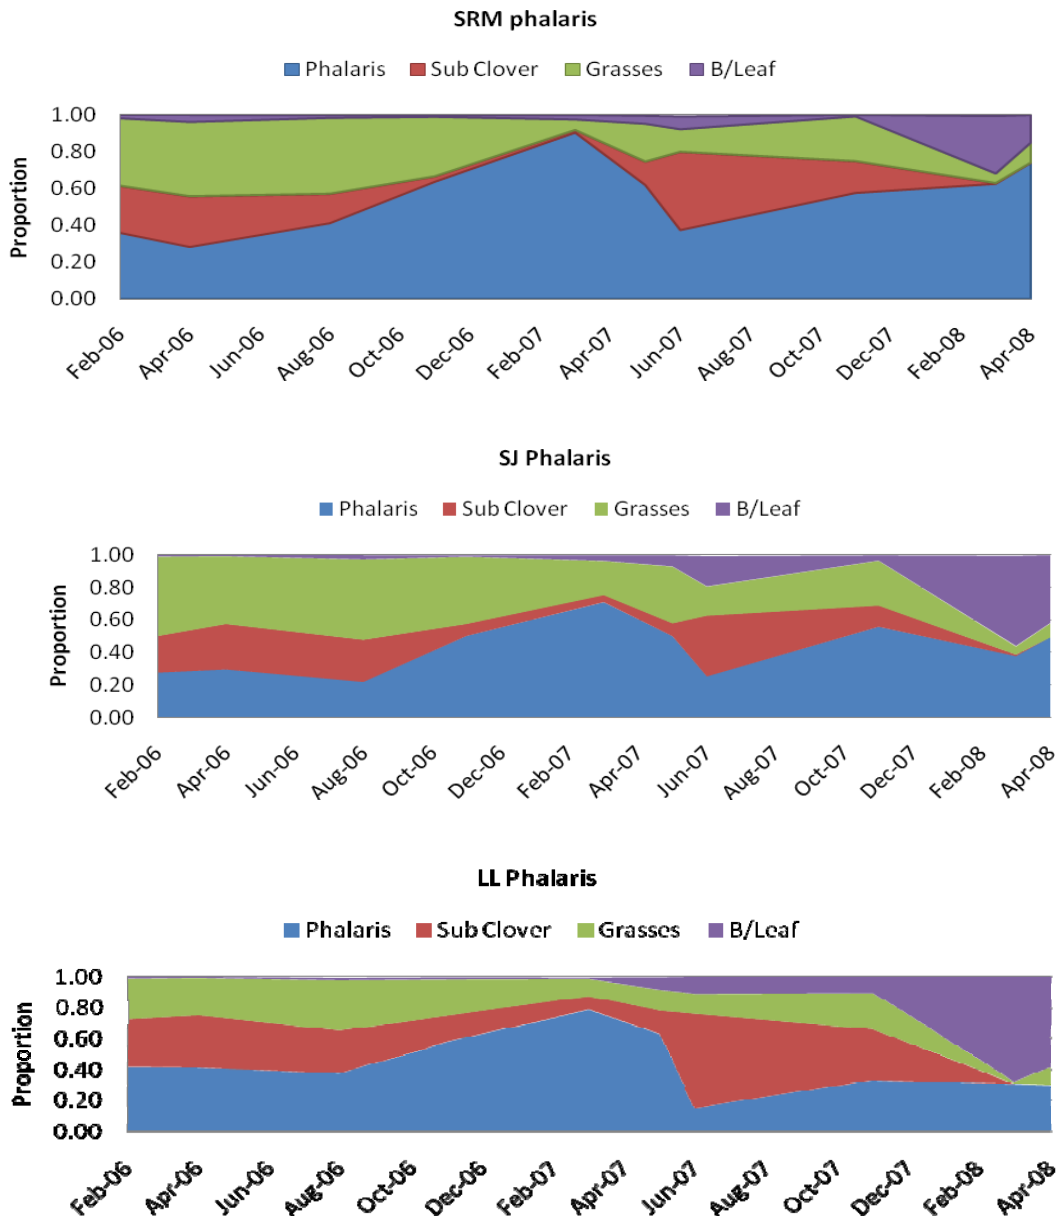 SRM phalaris
Phalaris Sub Clover Grasses B/Leaf
1.00
0.80
0.60
0.40
0.20
0.00
Proportion
Feb-06 Apr-06 Jun-06 Aug-06 Oct-06 Dec-06 Feb-07 Apr-07 Jun-07 Aug-07 Oct-07 Dec-07 Feb-08 Apr-08
SJ Phalaris
Phalaris Sub Clover Grasses B/Leaf
1.00
0.80
0.60
0.40
0.20
0.00
Proportion
Feb-06 Apr-06 Jun-06 Aug-06 Oct-06 Dec-06 Feb-07 Apr-07 Jun-07 Aug-07 Oct-07 Dec-07 Feb-08 Apr-08
LL Phalaris
Phalaris Sub Clover Grasses B/Leaf
1.00
0.80
0.60
0.40
0.20
0.00
Proportion
Feb-06 Apr-06 Jun-06 Aug-06 Oct-06 Dec-06 Feb-07 Apr-07 Jun-07 Aug-07 Oct-07 Dec-07 Feb-08 Apr-08